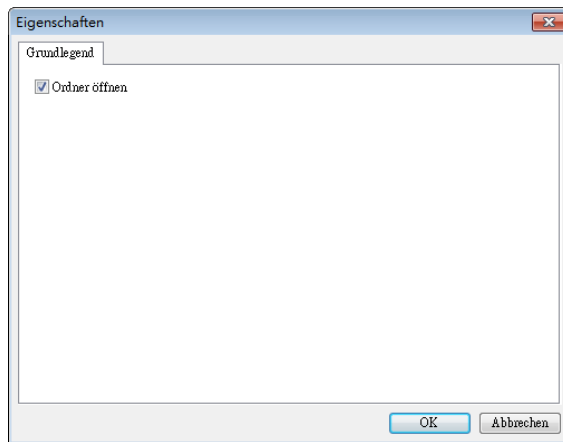 Eigenschaften
Grundlegend
Ordner öffnen
OK
Abbrechen